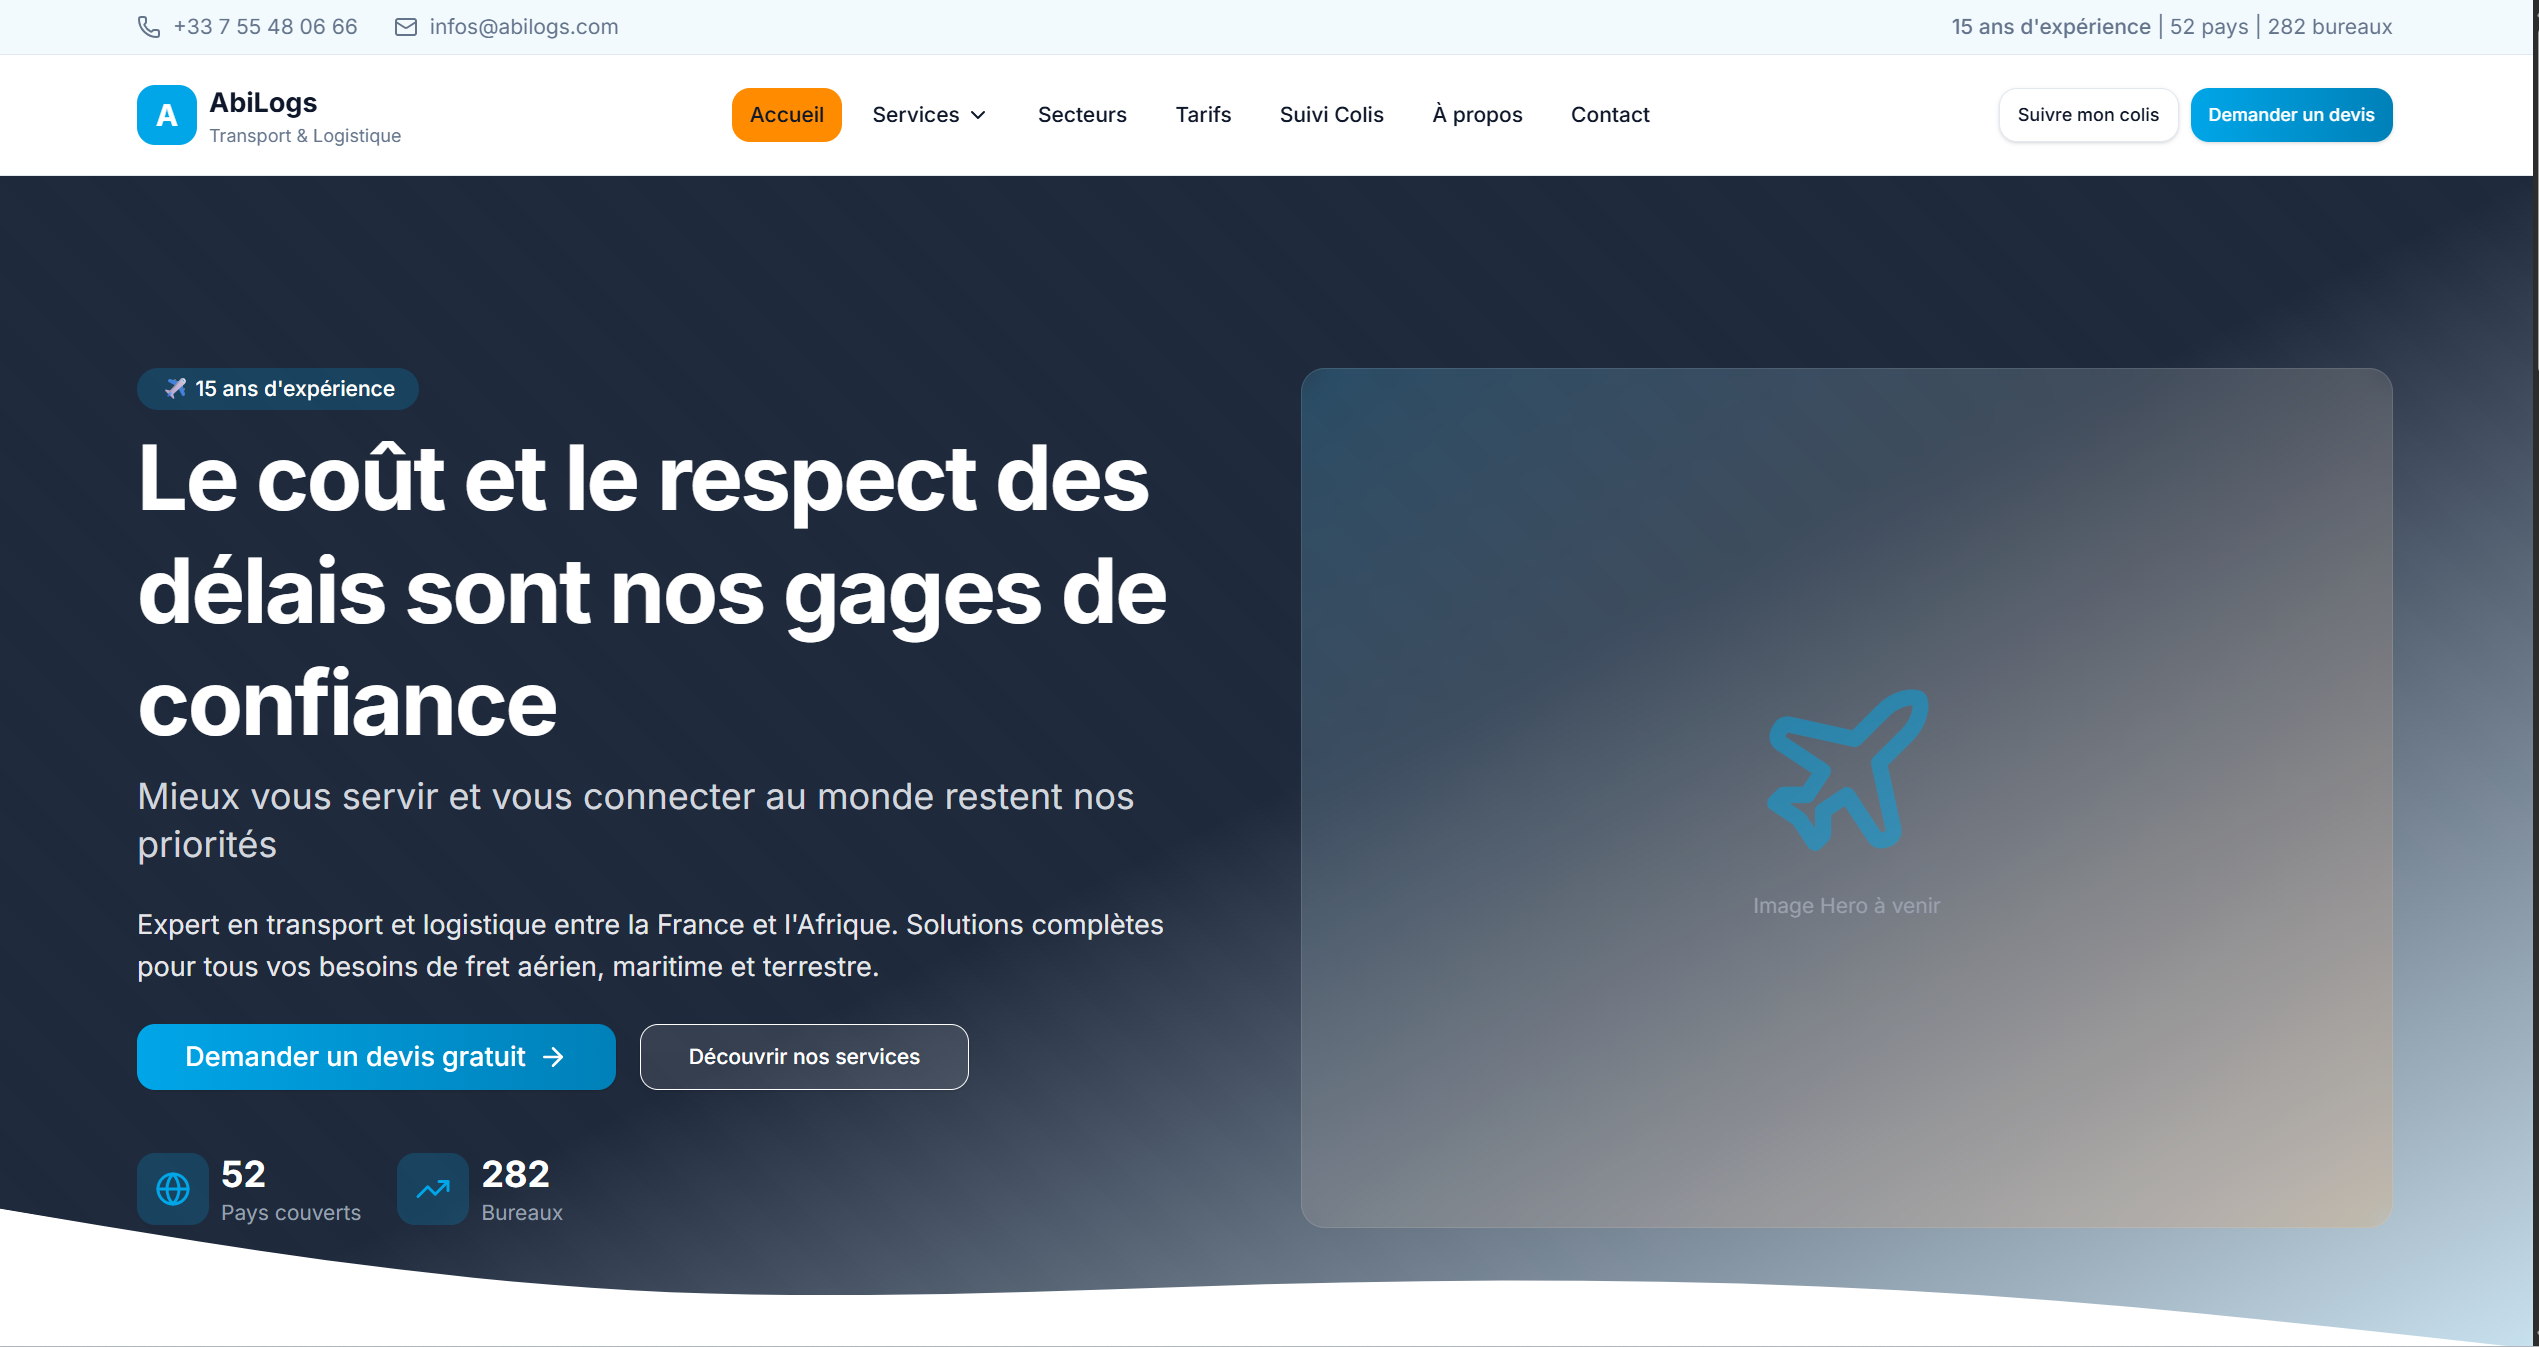 +33 7 55 48 06 66
infos@abilogs.com
15 ans d'expérience | 52 pays | 282 bureaux
A
AbiLogs
Transport & Logistique
Accueil
Services
Secteurs
Tarifs
Suivi Colis
À propos
Contact
Suivre mon colis
Demander un devis
15 ans d'expérience
Le coût et le respect des
délais sont nos gages de
confiance
Mieux vous servir et vous connecter au monde restent nos
priorités
Expert en transport et logistique entre la France et l'Afrique. Solutions complètes
pour tous vos besoins de fret aérien, maritime et terrestre.
Demander un devis gratuit
Découvrir nos services
52
Pays couverts
282
Bureaux
Image Hero à venir